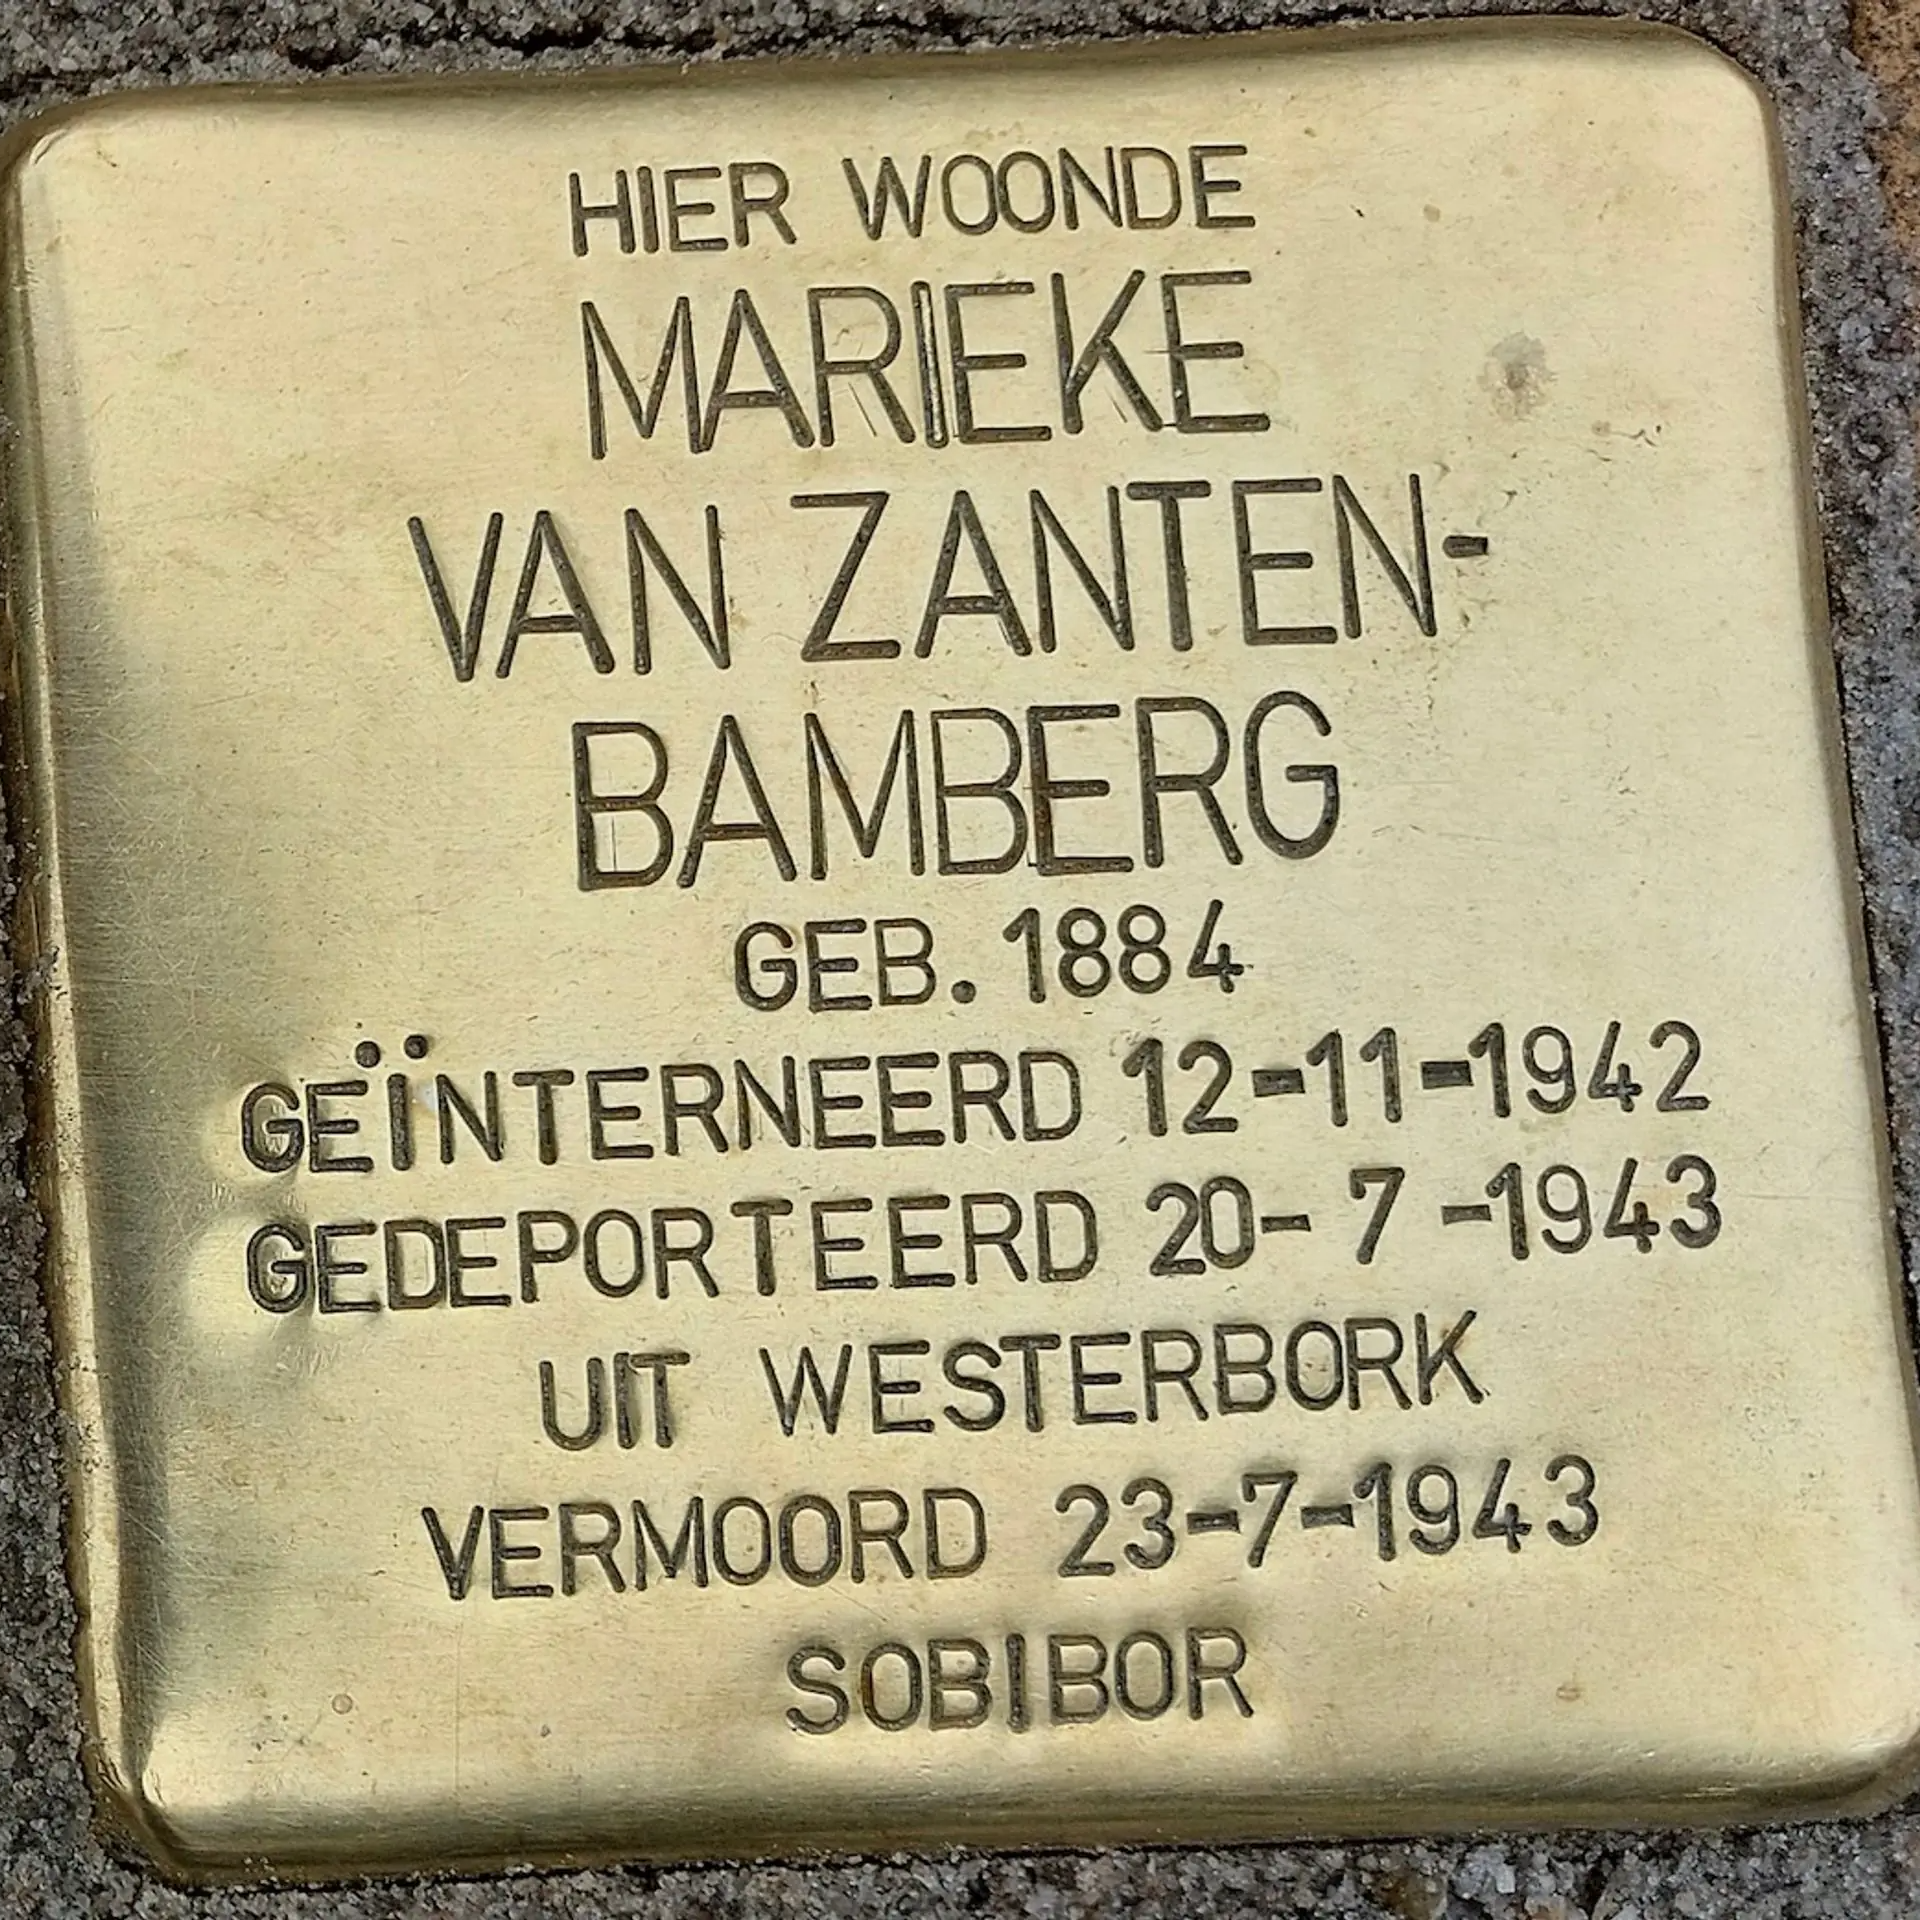 HIER WOONDE
MARIEKE
VAN ZANTEN-
BAMBERG
GEB. 1884
GEÏNTERNEERD 12-11-1942
GEDEPORTEERD 20-7-1943
UIT WESTERBORK
VERMOORD 23-7-1943
SOBIBOR